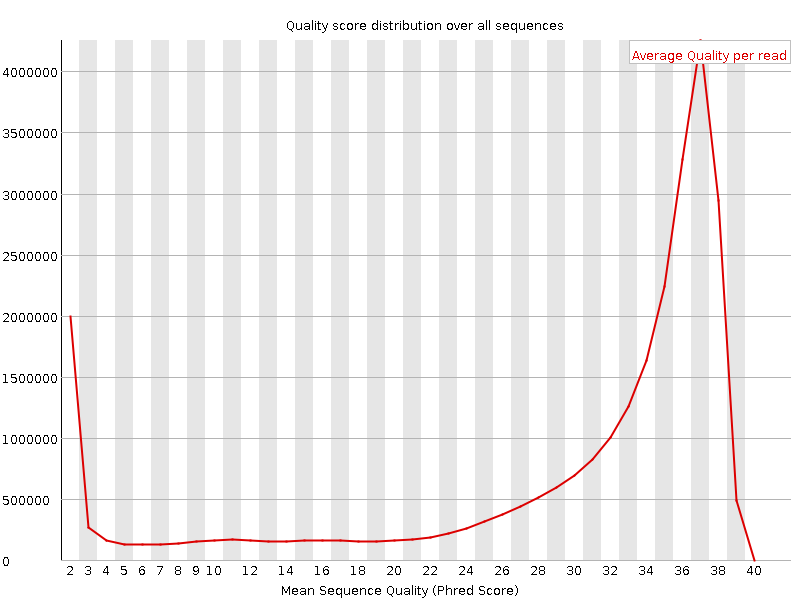 Quality score distribution over all sequences
Average Quality per read
4000000
3500000
3000000
2500000
2000000
1500000
1000000
500000
0
2 3 4 5 6 7 8 9 10 12 14 16 18 20 22 24 26 28 30 32 34 36 38 40
Mean Sequence Quality (Phred Score)